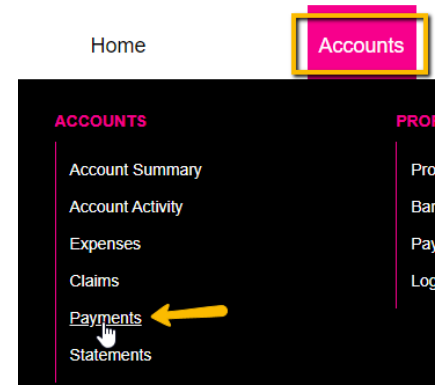 Home
Accounts
ACCOUNTS
Account Summary
Account Activity
Expenses
Claims
Payments
Statements